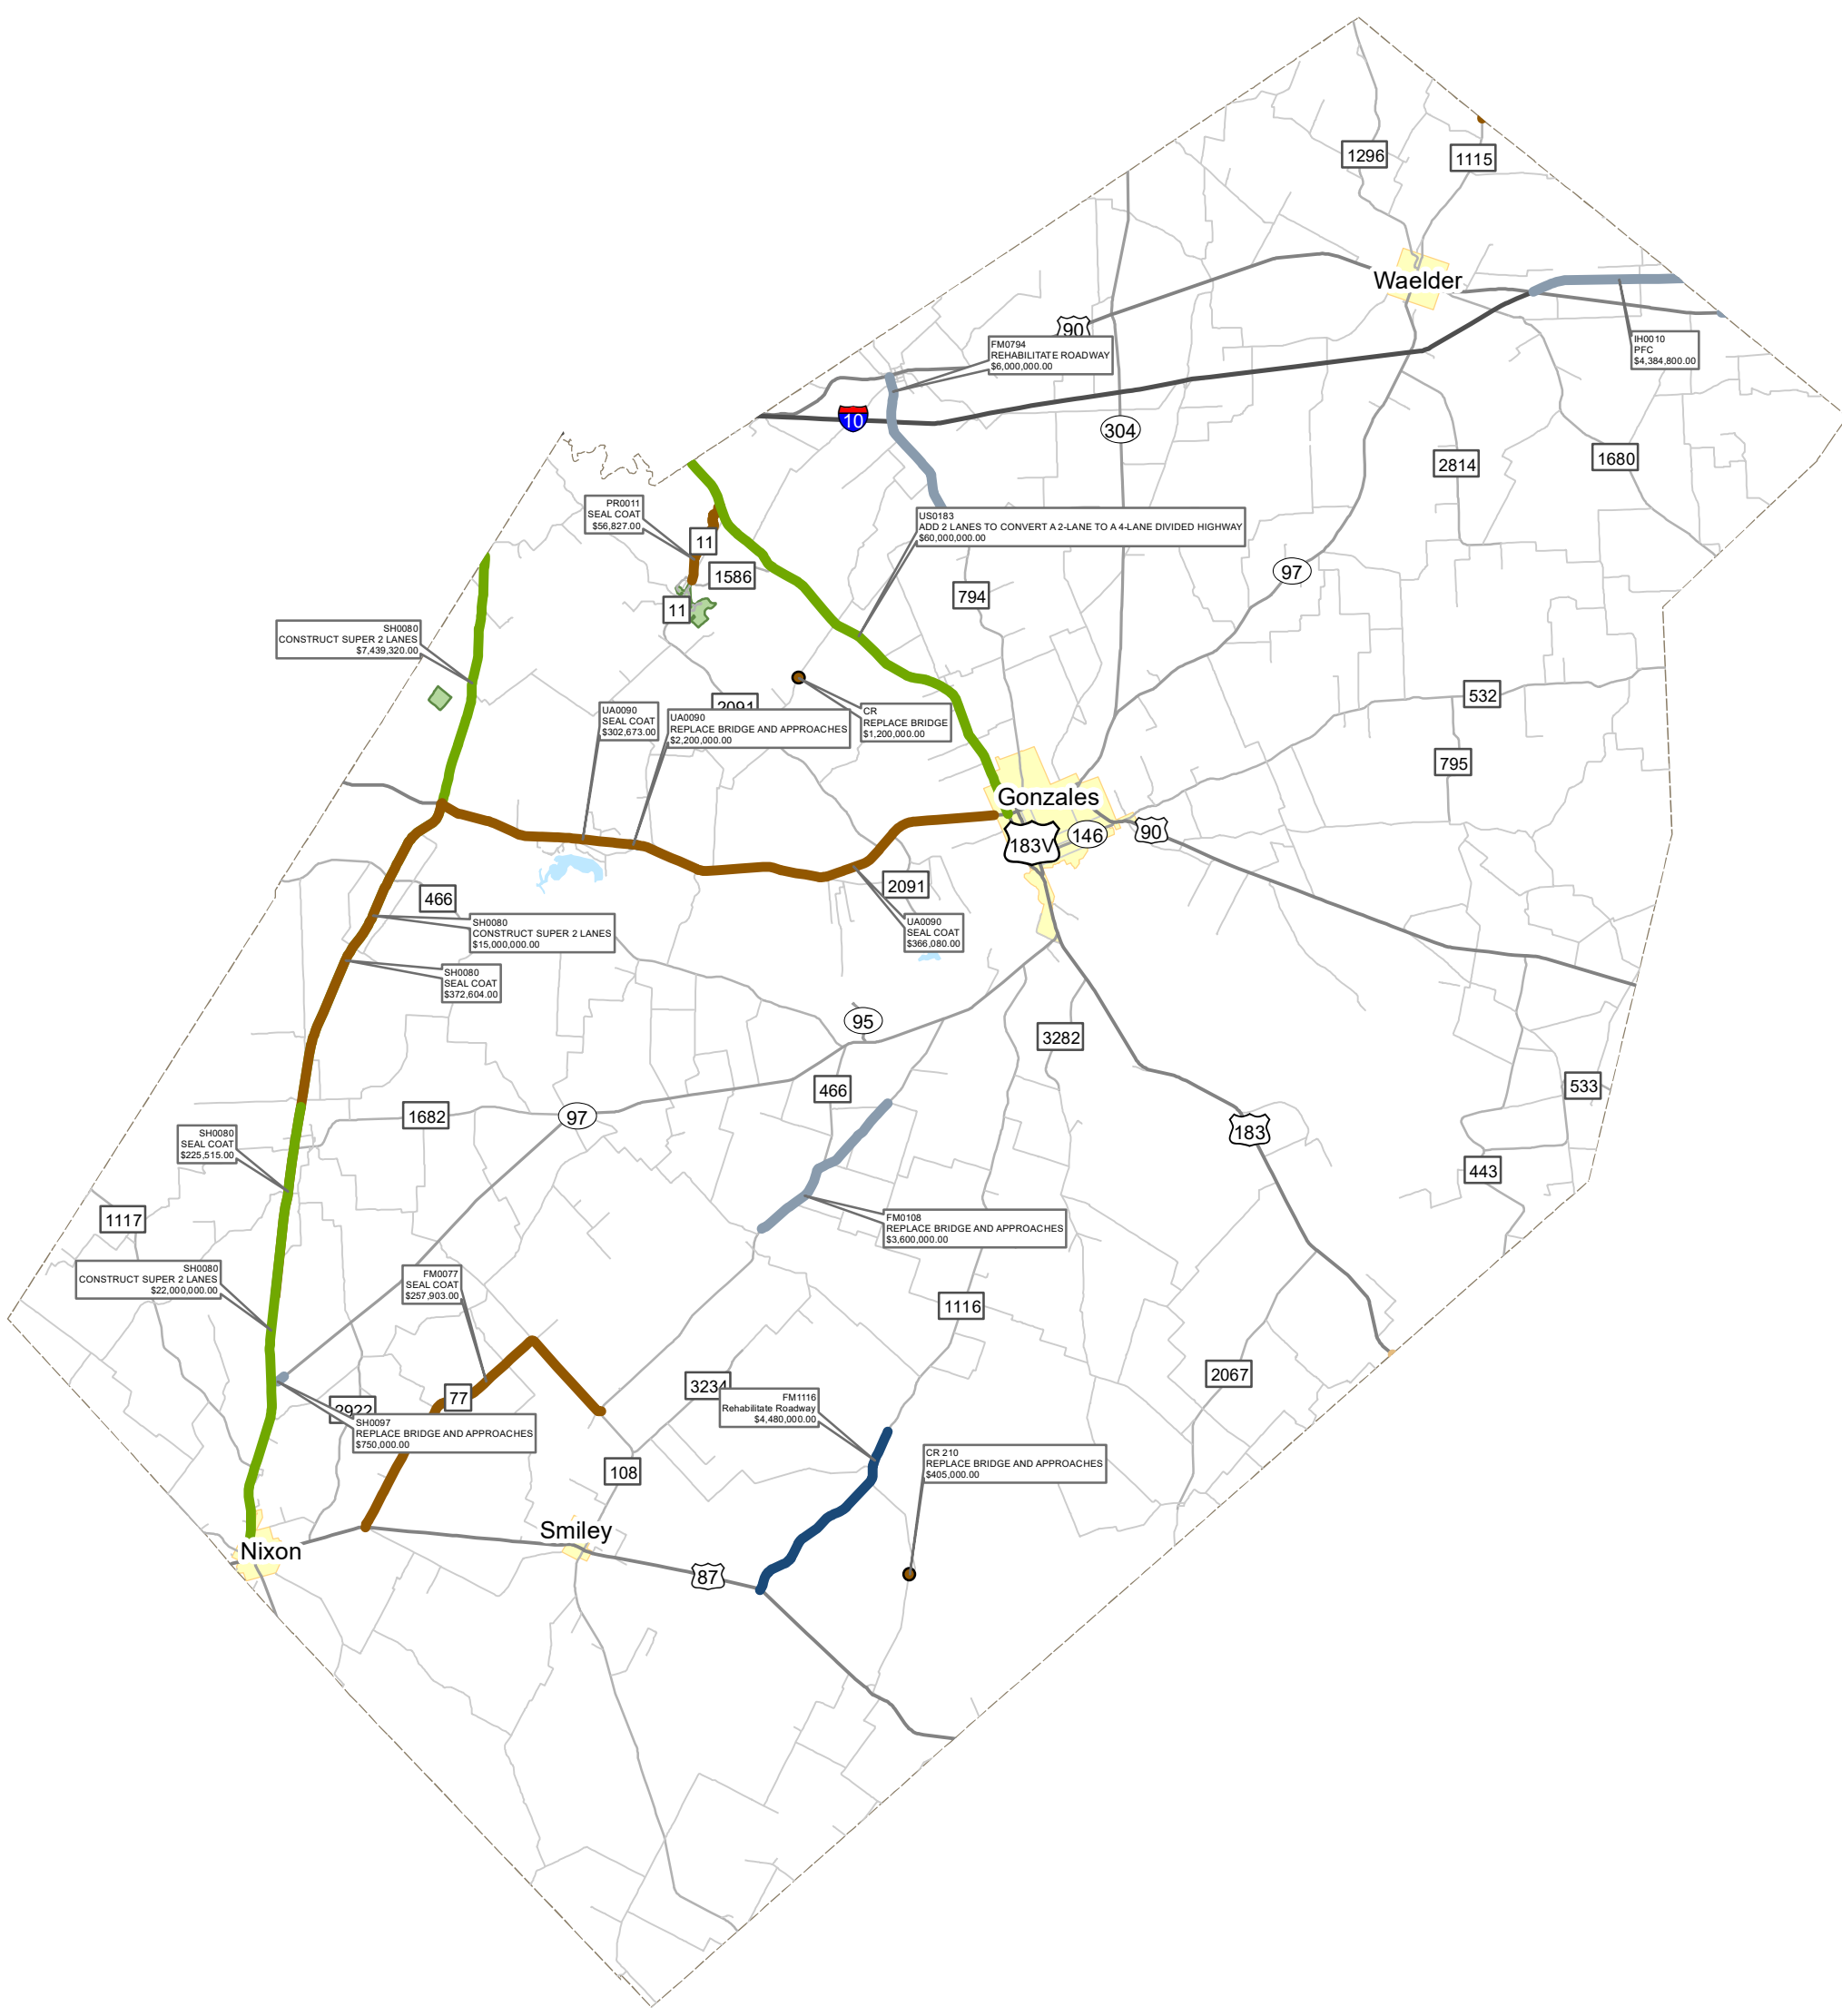 1296
1115
Waelder
90
FM0794
REHABILITATE ROADWAY
$6,000,000.00
IH0010
PFC
$4,384,800.00
10
304
2814
1680
PR0011
SEAL COAT
$56,827.00
US0183
ADD 2 LANES TO CONVERT A 2-LANE TO A 4-LANE DIVIDED HIGHWAY
$60,000,000.00
11
1586
97
794
11
SH0080
CONSTRUCT SUPER 2 LANES
$7,439,320.00
532
2091
UA0090
SEAL COAT
$302,673.00
UA0090
REPLACE BRIDGE AND APPROACHES
$2,200,000.00
CR
REPLACE BRIDGE
$1,200,000.00
795
Gonzales
183V
146
90
466
2091
SH0080
CONSTRUCT SUPER 2 LANES
$15,000,000.00
UA0090
SEAL COAT
$366,080.00
SH0080
SEAL COAT
$372,604.00
95
3282
466
533
1682
97
183
SH0080
SEAL COAT
$225,515.00
443
1117
FM0108
REPLACE BRIDGE AND APPROACHES
$3,600,000.00
SH0080
CONSTRUCT SUPER 2 LANES
$22,000,000.00
FM0077
SEAL COAT
$257,903.00
1116
2067
3234
77
FM1116
Rehabilitate Roadway
$4,480,000.00
2922
SH0097
REPLACE BRIDGE AND APPROACHES
$750,000.00
CR 210
REPLACE BRIDGE AND APPROACHES
$405,000.00
108
Smiley
Nixon
87